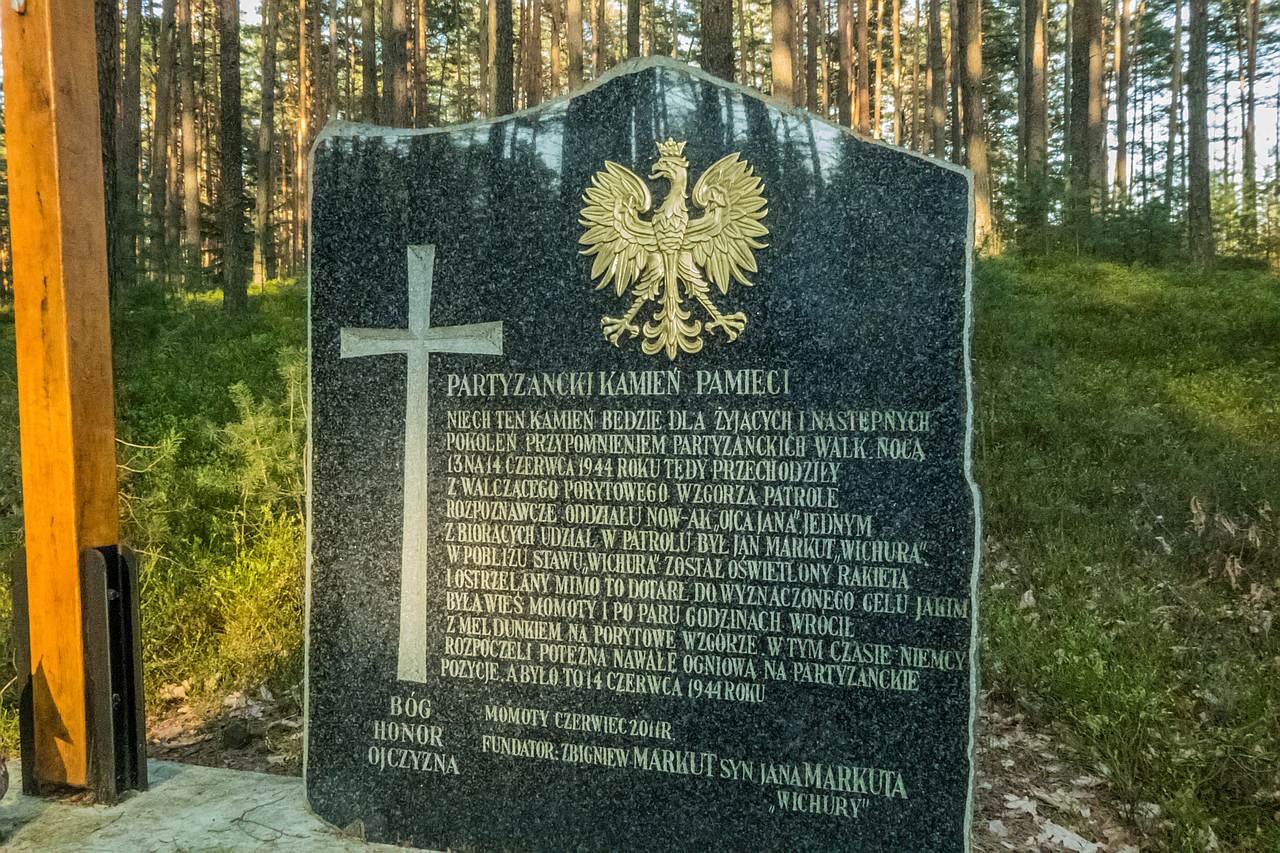 PARTYZANCKI KAMIEŃ PAMIĘCI
NIECH TEN KAMIEŃ BĘDZIE DLA ŻYJĄCYCH I NASTĘPNYCH
POKOLEŃ PRZYPOMNIENIEM PARTYZANCKICH WALK. NOCĄ
13 NA 14 CZERWCA 1944 ROKU TĘDY PRZECHODZIŁY
Z WALCZĄCEGO PORYTOWEGO WZGÓRZA PATROLE
ROZPOZNAWCZE ODDZIAŁU NOW-AK „OJCA JANA”. JEDNYM
Z BIORĄCYCH UDZIAŁ W PATROLU BYŁ JAN MARKUT „WICHURA”.
W POBLIŻU STAWU „WICHURA” ZOSTAŁ OŚWIETLONY RAKIETĄ
I OSTRZELANY MIMO TO DOTARŁ DO WYZNACZONEGO CELU JAKIM
BYŁA WIEŚ MOMOTY I PO PARU GODZINACH WRÓCIŁ
Z MELDUNKIEM NA PORYTOWE WZGÓRZE. W TYM CZASIE NIEMCY
ROZPOCZĘLI POTĘŻNĄ NAWAŁĘ OGNIOWĄ NA PARTYZANCKIE
POZYCJE, A BYŁO TO 14 CZERWCA 1944 ROKU
BÓG
HONOR
OJCZYZNA
MOMOTY CZERWIEC 2011R.
FUNDATOR: ZBIGNIEW MARKUT SYN JANA MARKUTA
„WICHURY”